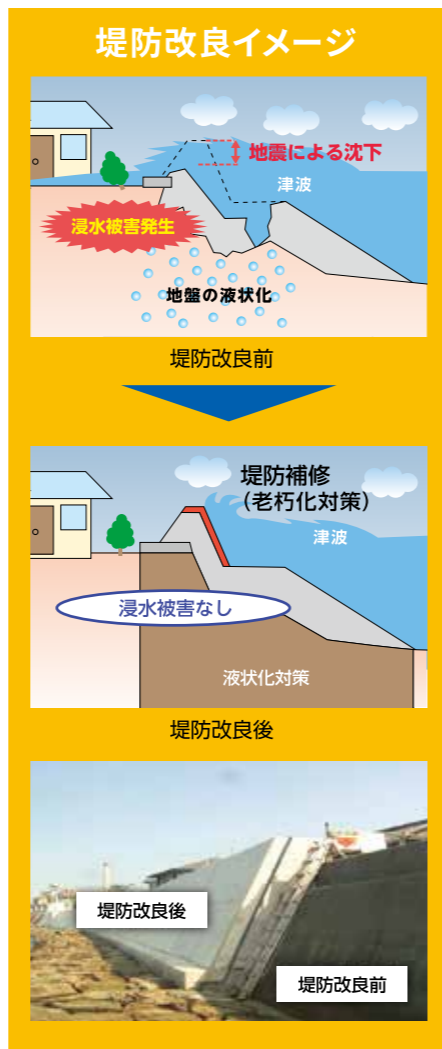 堤防改良イメージ
地震による沈下
津波
浸水被害発生
地盤の液状化
堤防改良前
堤防補修
（老朽化対策）
津波
浸水被害なし
液状化対策
堤防改良後
堤防改良後
堤防改良前